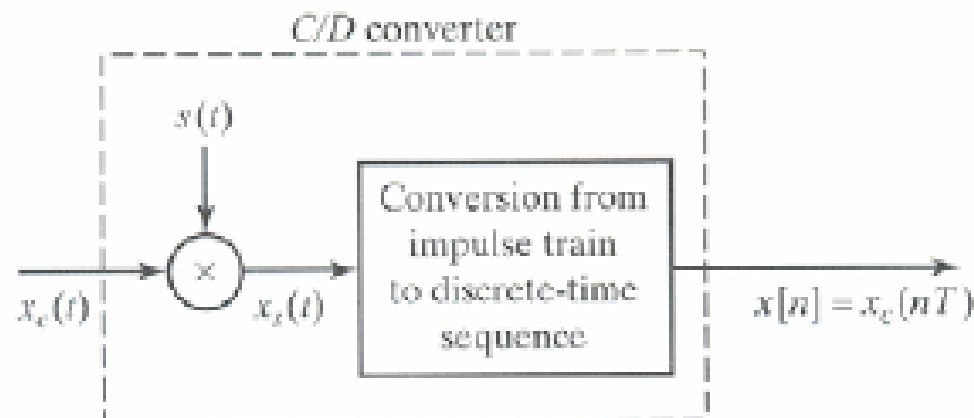 C/D converter
s(t)
Conversion from
impulse train
to discrete-time
sequence
×
x_c(t)
x_s(t)
x[n] = x_c(nT)